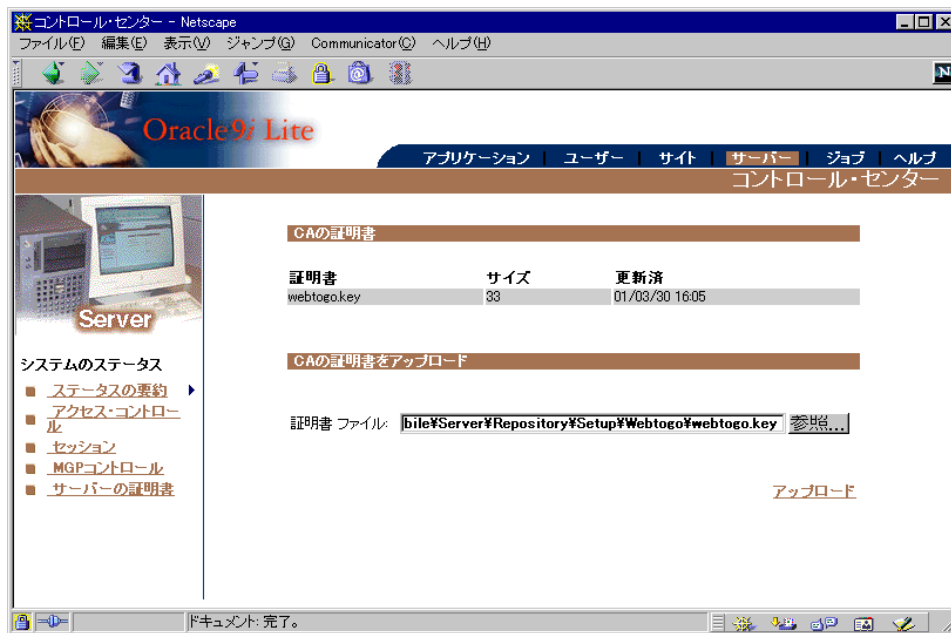 コントロール・センター - Netscape
ファイル(F) 編集(E) 表示(V) ジャンプ(G) Communicator(C) ヘルプ(H)
N
Oracle9i Lite
アプリケーション ユーザー サイト サーバー ジョブ ヘルプ
コントロール・センター
Server
システムのステータス
ステータスの要約
アクセス・コントロー
ル
セッション
MGPコントロール
サーバーの証明書
CAの証明書
証明書 サイズ 更新済
webtogo.key 33 01/03/30 16:05
CAの証明書をアップロード
証明書 ファイル: bile¥Server¥Repository¥Setup¥Webtogo¥webtogo.key 参照...
アップロード
ドキュメント: 完了。